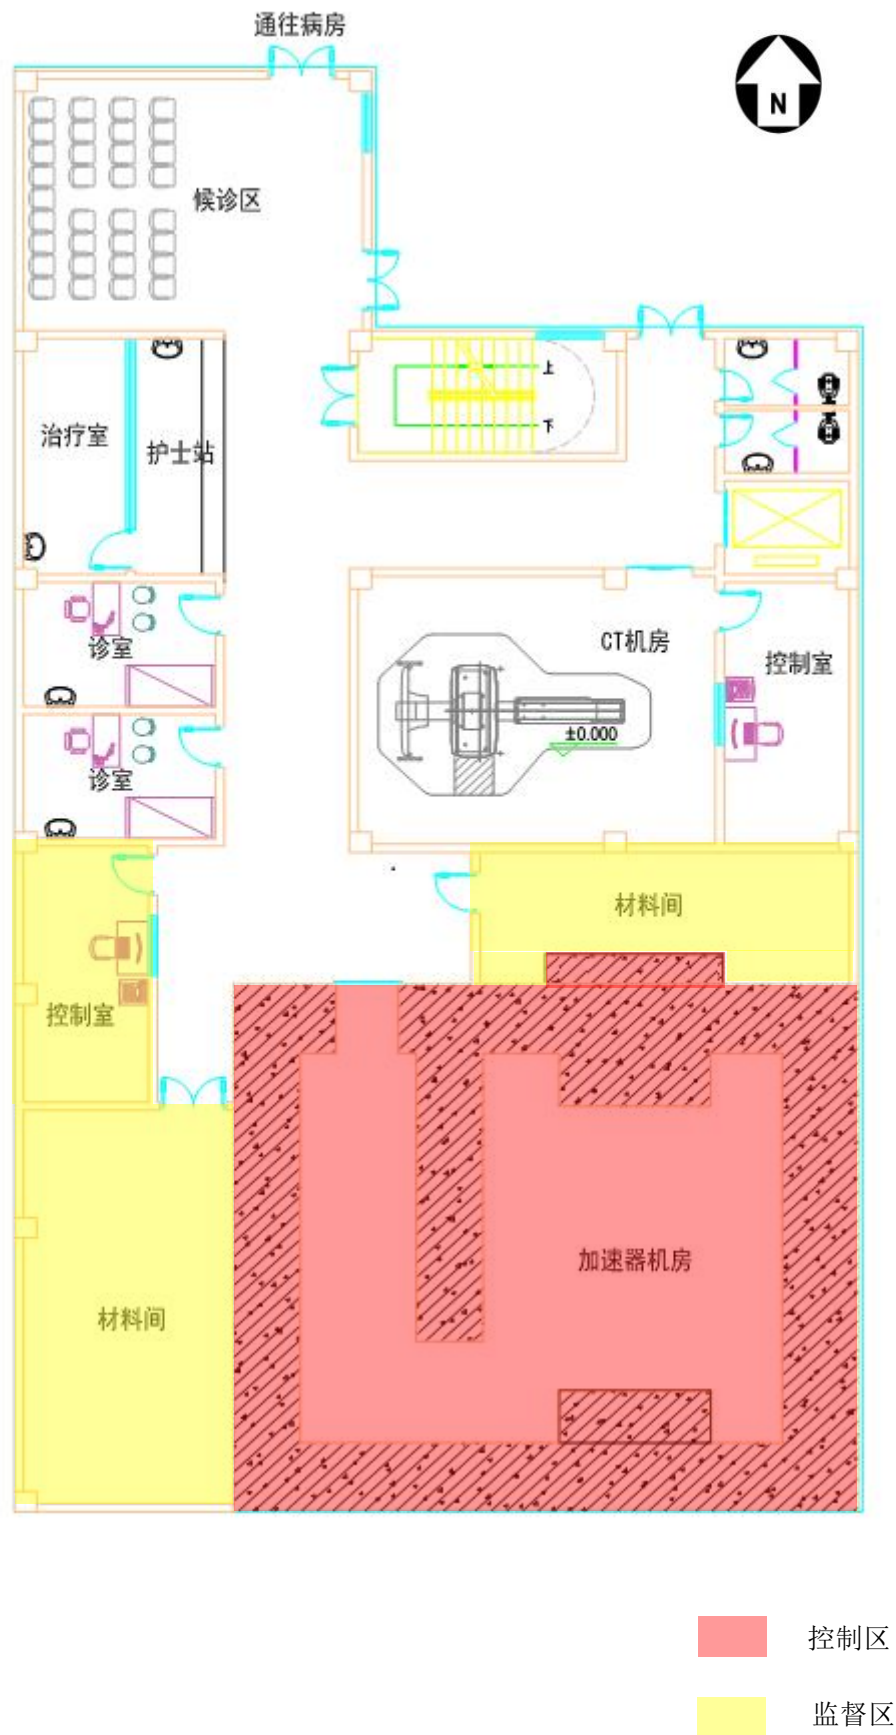 通往病房
N
候诊区
上
下
治疗室
护士站
诊室
CT机房
控制室
±0.000
诊室
材料间
控制室
加速器机房
材料间
控制区
监督区